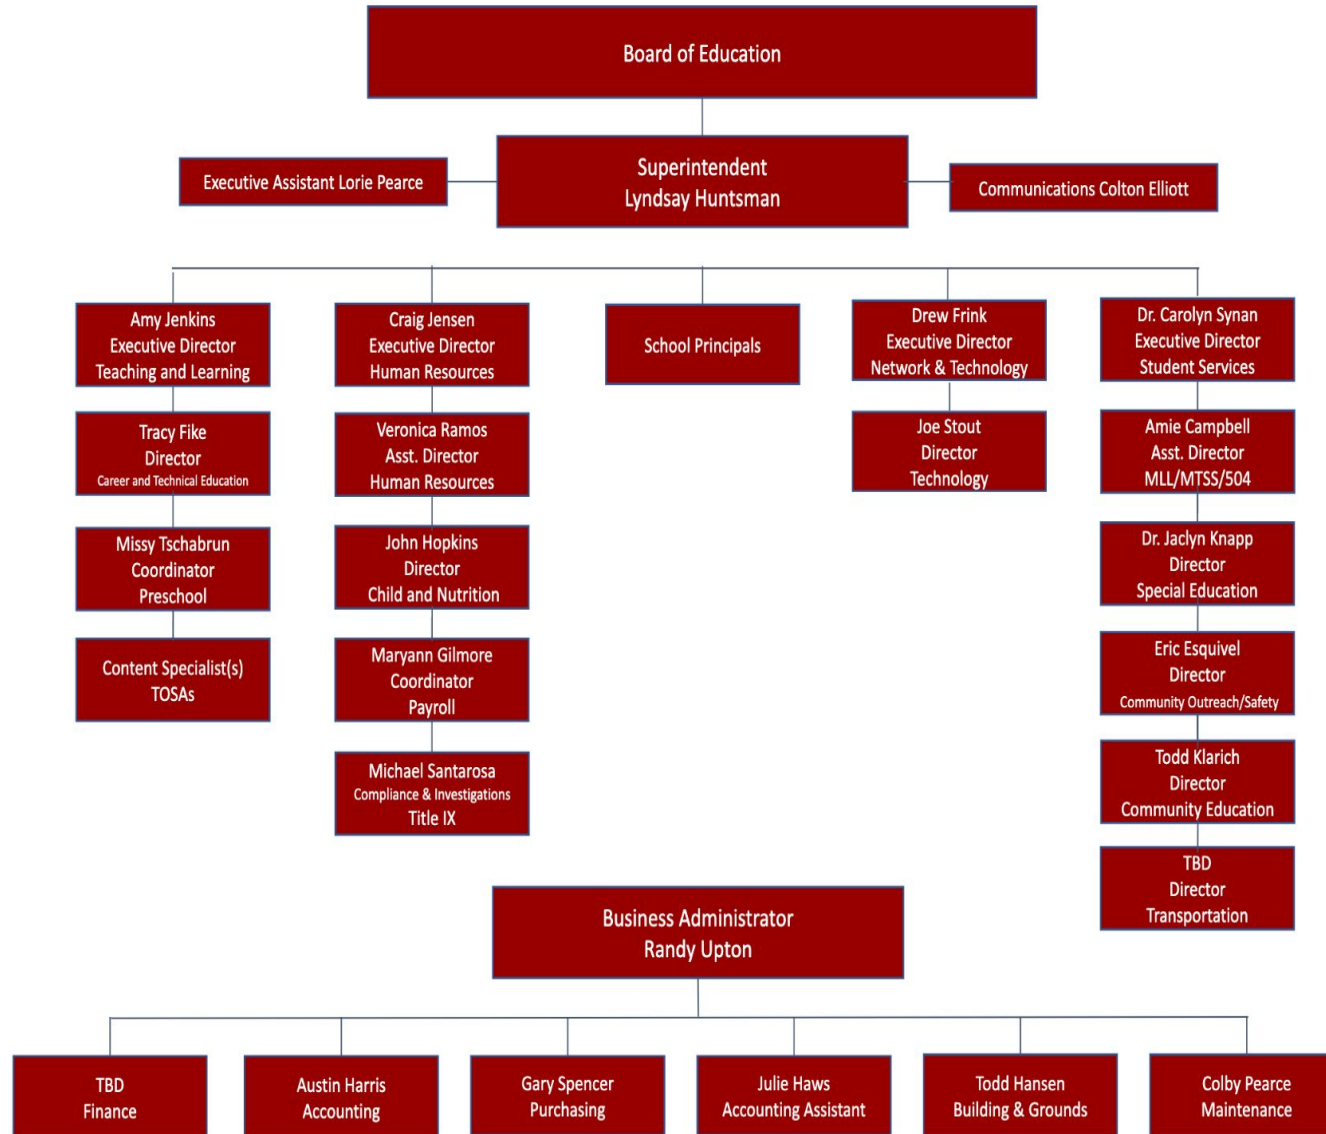 Board of Education
Superintendent
Lyndsay Huntsman
Executive Assistant Lorie Pearce
Communications Colton Elliott
Amy Jenkins
Executive Director
Teaching and Learning
Craig Jensen
Executive Director
Human Resources
School Principals
Drew Frink
Executive Director
Network & Technology
Dr. Carolyn Synan
Executive Director
Student Services
Tracy Fike
Director
Career and Technical Education
Veronica Ramos
Asst. Director
Human Resources
Joe Stout
Director
Technology
Amie Campbell
Asst. Director
MLL/MTSS/504
Missy Tschabrun
Coordinator
Preschool
John Hopkins
Director
Child and Nutrition
Dr. Jaclyn Knapp
Director
Special Education
Content Specialist(s)
TOSAs
Maryann Gilmore
Coordinator
Payroll
Eric Esquivel
Director
Community Outreach/Safety
Michael Santarosa
Compliance & Investigations
Title IX
Todd Klarich
Director
Community Education
TBD
Director
Transportation
Business Administrator
Randy Upton
TBD
Finance
Austin Harris
Accounting
Gary Spencer
Purchasing
Julie Haws
Accounting Assistant
Todd Hansen
Building & Grounds
Colby Pearce
Maintenance